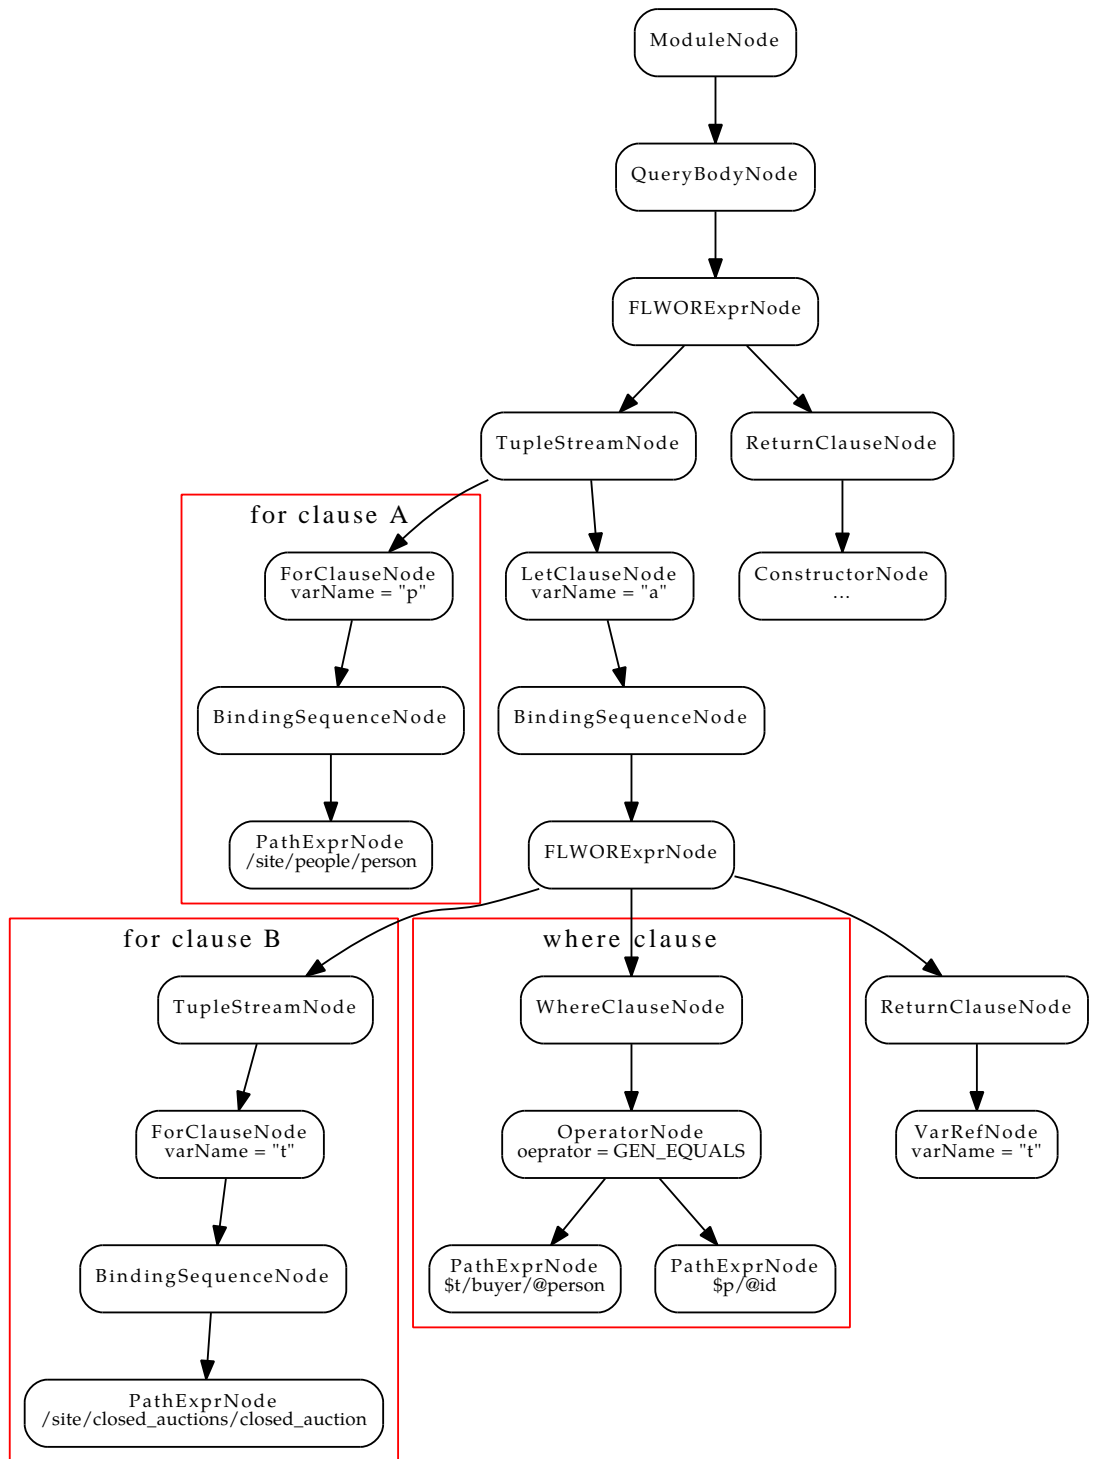 ModuleNode
QueryBodyNode
FLWORExprNode
TupleStreamNode
ReturnClauseNode
for clause A
ForClauseNode
varName = "p"
LetClauseNode
varName = "a"
ConstructorNode
...
BindingSequenceNode
BindingSequenceNode
PathExprNode
/site/people/person
FLWORExprNode
for clause B
where clause
TupleStreamNode
WhereClauseNode
ReturnClauseNode
ForClauseNode
varName = "t"
OperatorNode
oeprator = GEN_EQUALS
VarRefNode
varName = "t"
BindingSequenceNode
PathExprNode
$t/buyer/@person
PathExprNode
$p/@id
PathExprNode
/site/closed_auctions/closed_auction